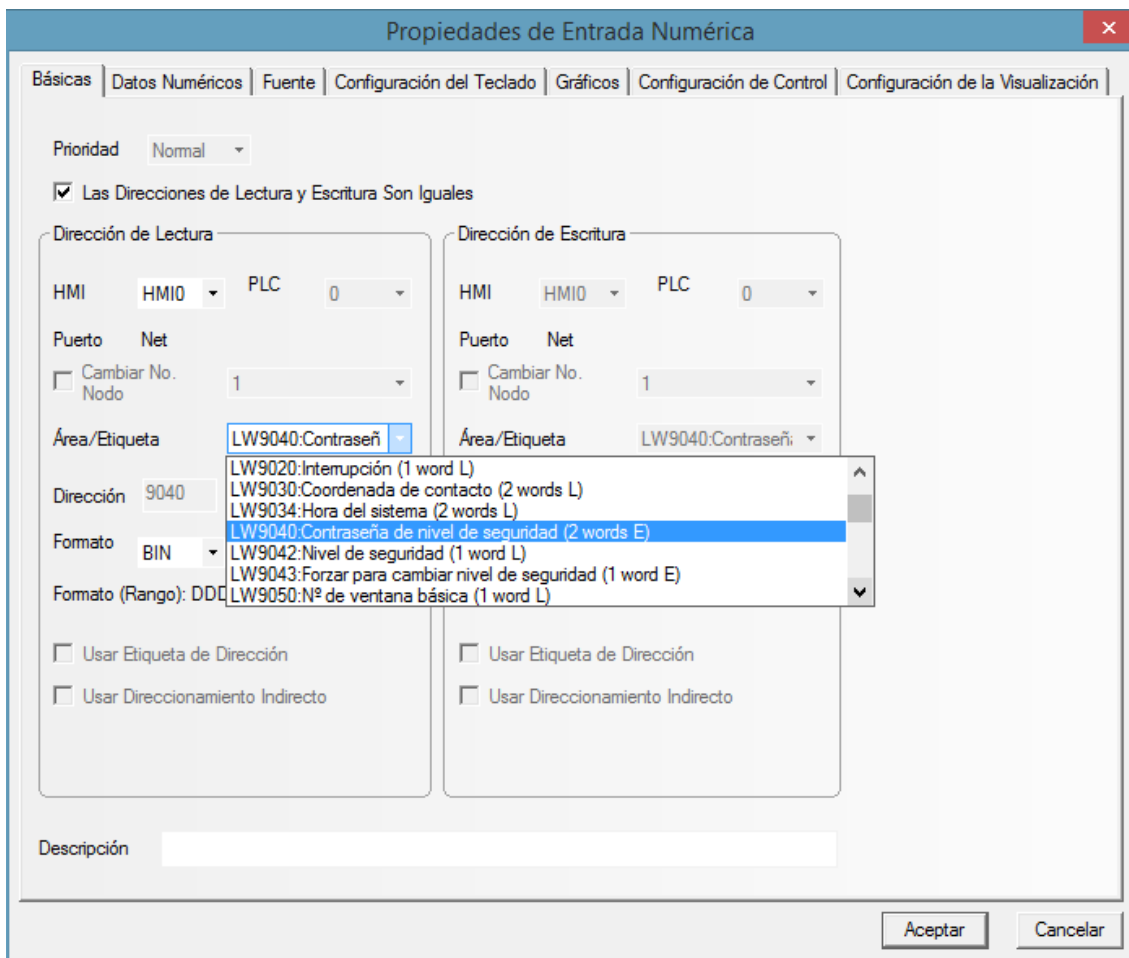 Propiedades de Entrada Numérica
Básicas Datos Numéricos Fuente Configuración del Teclado Gráficos Configuración de Control Configuración de la Visualización
Prioridad Normal
Las Direcciones de Lectura y Escritura Son Iguales
Dirección de Lectura
HMI HMI0 PLC 0
Puerto Net
Cambiar No. Nodo 1
Área/Etiqueta LW9040:Contraseñ
Dirección 9040
Formato BIN
Formato (Rango): DDD
Usar Etiqueta de Dirección
Usar Direccionamiento Indirecto
Dirección de Escritura
HMI HMI0 PLC 0
Puerto Net
Cambiar No. Nodo 1
Área/Etiqueta LW9040:Contraseñ
LW9020:Interrupción (1 word L)
LW9030:Coordenada de contacto (2 words L)
LW9034:Hora del sistema (2 words L)
LW9040:Contraseña de nivel de seguridad (2 words E)
LW9042:Nivel de seguridad (1 word L)
LW9043:Forzar para cambiar nivel de seguridad (1 word E)
LW9050:Nº de ventana básica (1 word L)
Usar Etiqueta de Dirección
Usar Direccionamiento Indirecto
Descripción
Aceptar Cancelar